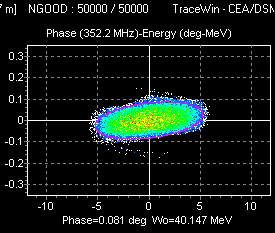 7 m] NGOOD : 50000 / 50000 TraceWin - CEA/DSM
Phase (352.2 MHz)-Energy (deg-MeV)
0.3
0.2
0.1
0
-0.1
-0.2
-0.3
-10 -5 0 5 10
Phase=0.081 deg Wo=40.147 MeV